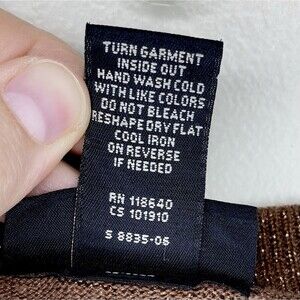 TURN GARMENT
INSIDE OUT
HAND WASH COLD
WITH LIKE COLORS
DO NOT BLEACH
RESHAPE DRY FLAT
COOL IRON
ON REVERSE
IF NEEDED
RN 118640
CS 101910
S 8835-06